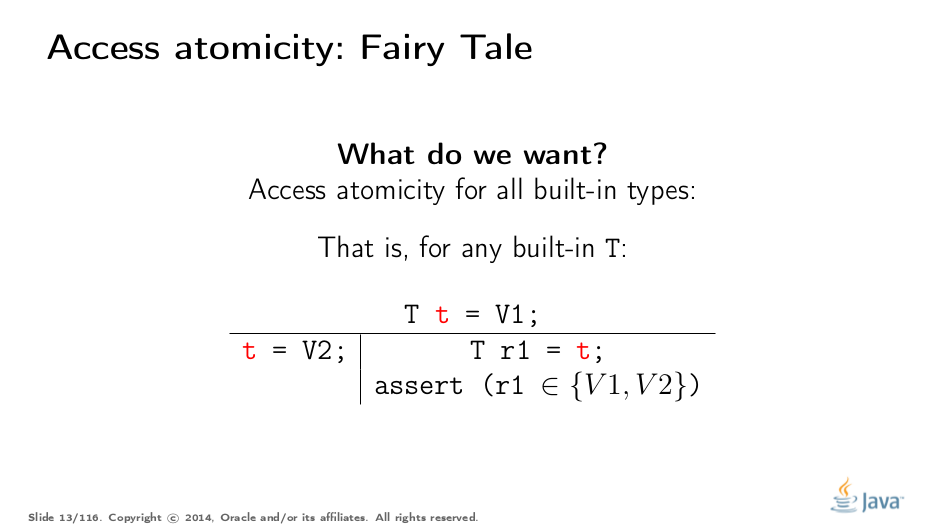 Access atomicity: Fairy Tale
What do we want?
Access atomicity for all built-in types:
That is, for any built-in T:
T t = V1;
t = V2; T r1 = t;
assert (r1 ∈ {V1, V2})
Slide 13/116. Copyright © 2014, Oracle and/or its affiliates. All rights reserved.
Java™